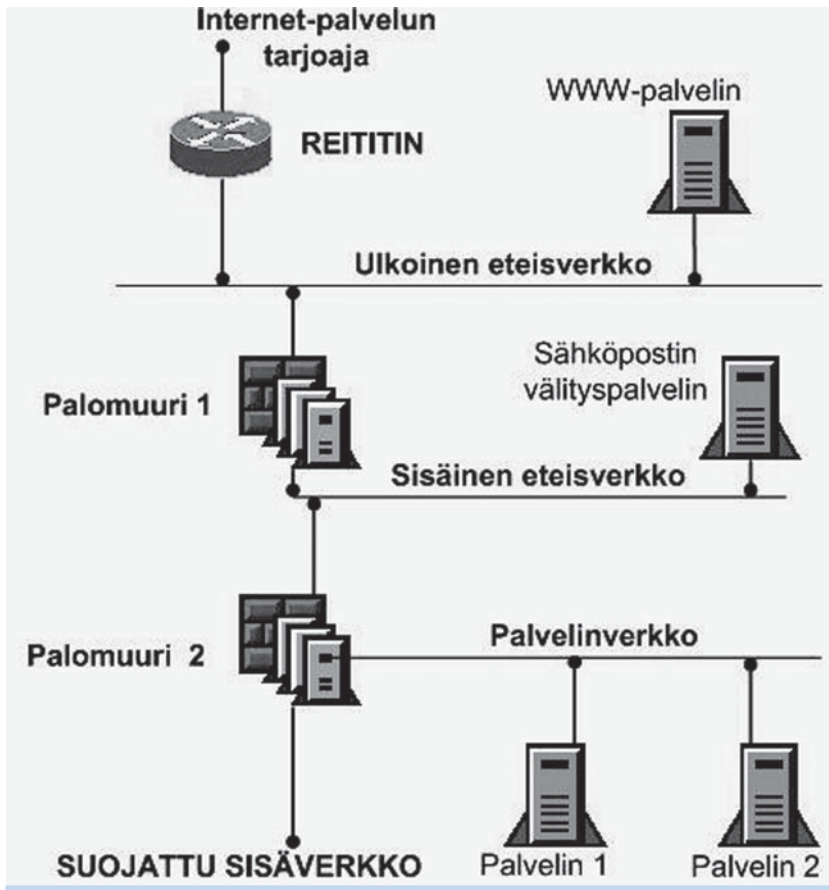 Internet-palvelun
tarjoaja
WWW-palvelin
REITITIN
Ulkoinen eteisverkko
Sähköpostin
välityspalvelin
Palomuuri 1
Sisäinen eteisverkko
Palvelinverkko
Palomuuri 2
SUOJATTU SISÄVERKKO
Palvelin 1
Palvelin 2